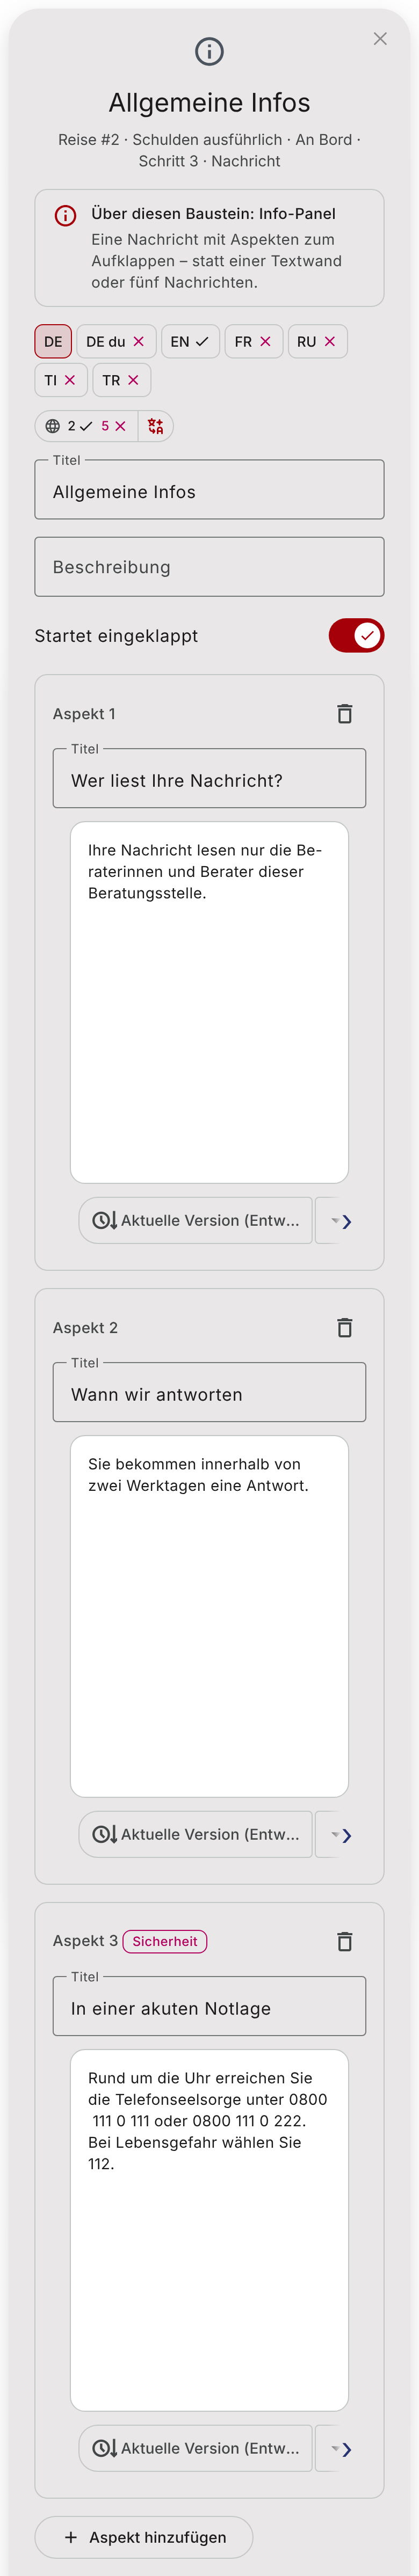 Allgemeine Infos
Reise #2 · Schulden ausführlich · An Bord ·
Schritt 3 · Nachricht
Über diesen Baustein: Info-Panel
Eine Nachricht mit Aspekten zum
Aufklappen – statt einer Textwand
oder fünf Nachrichten.
DE
DE du
EN
FR
RU
TI
TR
2
5
Titel
Allgemeine Infos
Beschreibung
Startet eingeklappt
Aspekt 1
Titel
Wer liest Ihre Nachricht?
Ihre Nachricht lesen nur die Be-
raterinnen und Berater dieser
Beratungsstelle.
Aktuelle Version (Entw...
Aspekt 2
Titel
Wann wir antworten
Sie bekommen innerhalb von
zwei Werktagen eine Antwort.
Aktuelle Version (Entw...
Aspekt 3 Sicherheit
Titel
In einer akuten Notlage
Rund um die Uhr erreichen Sie
die Telefonseelsorge unter 0800
111 0 111 oder 0800 111 0 222.
Bei Lebensgefahr wählen Sie
112.
Aktuelle Version (Entw...
+ Aspekt hinzufügen